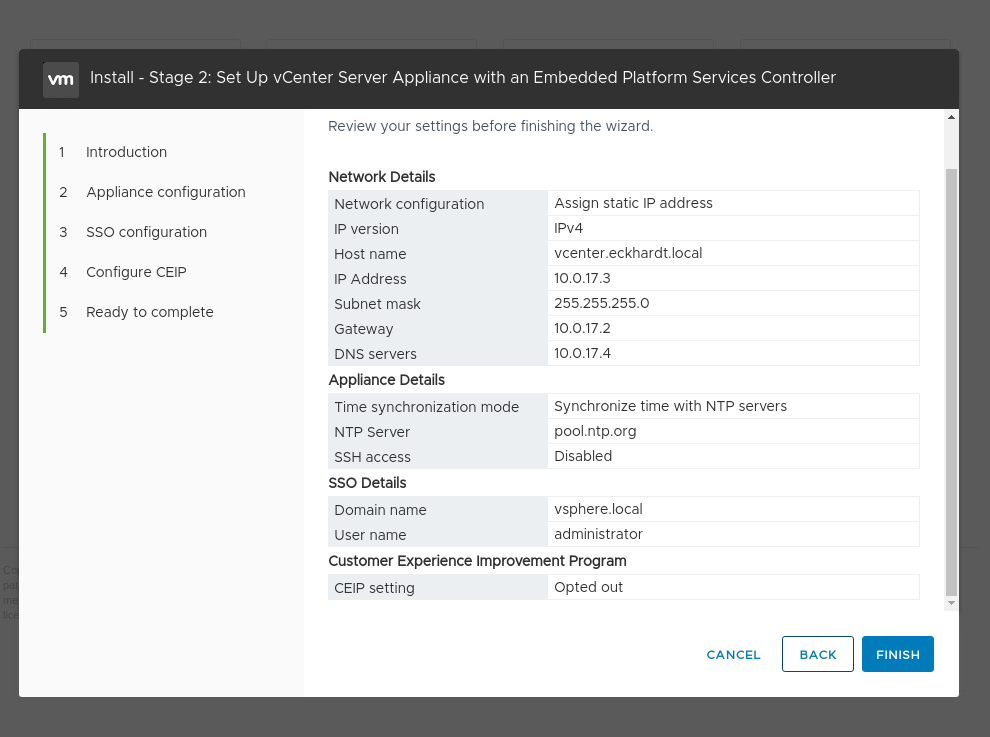 vm Install - Stage 2: Set Up vCenter Server Appliance with an Embedded Platform Services Controller
1 Introduction
2 Appliance configuration
3 SSO configuration
4 Configure CEIP
5 Ready to complete
Review your settings before finishing the wizard.
Network Details
Network configuration Assign static IP address
IP version IPv4
Host name vcenter.eckhardt.local
IP Address 10.0.17.3
Subnet mask 255.255.255.0
Gateway 10.0.17.2
DNS servers 10.0.17.4
Appliance Details
Time synchronization mode Synchronize time with NTP servers
NTP Server pool.ntp.org
SSH access Disabled
SSO Details
Domain name vsphere.local
User name administrator
Customer Experience Improvement Program
CEIP setting Opted out
CANCEL BACK FINISH